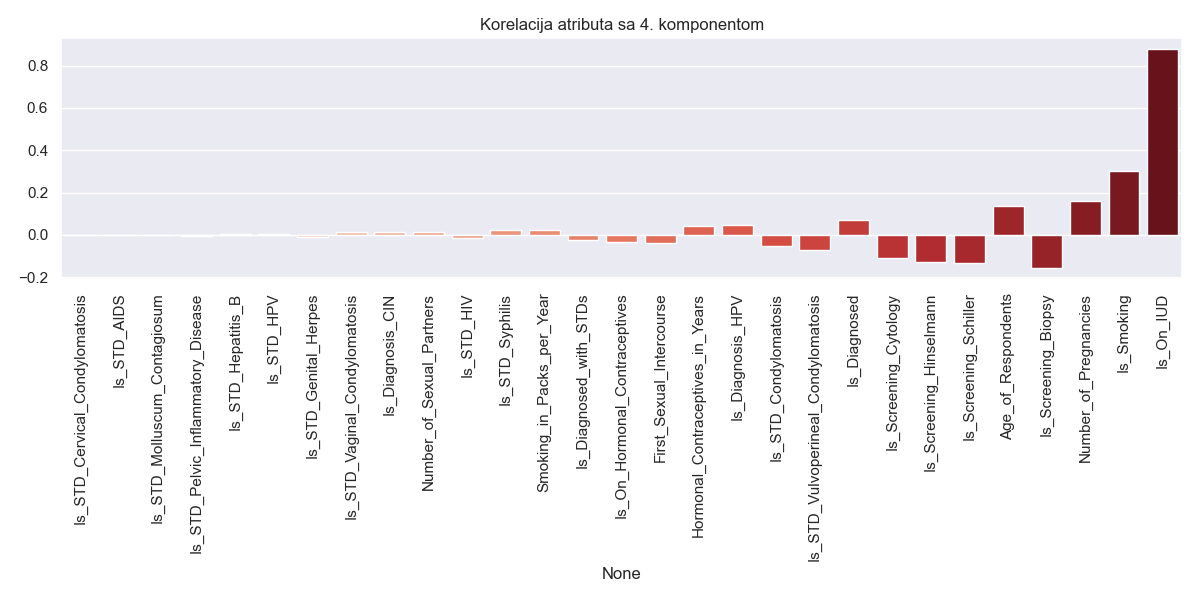 Korelacija atributa sa 4. komponentom
0.8
0.6
0.4
0.2
0.0
−0.2
Is_STD_Cervical_Condylomatosis
Is_STD_AIDS
Is_STD_Molluscum_Contagiosum
Is_STD_Pelvic_Inflammatory_Disease
Is_STD_Hepatitis_B
Is_STD_HPV
Is_STD_Genital_Herpes
Is_STD_Vaginal_Condylomatosis
Is_Diagnosis_CIN
Number_of_Sexual_Partners
Is_STD_HIV
Is_STD_Syphilis
Smoking_in_Packs_per_Year
Is_Diagnosed_with_STDs
Is_On_Hormonal_Contraceptives
First_Sexual_Intercourse
Hormonal_Contraceptives_in_Years
Is_Diagnosis_HPV
Is_STD_Condylomatosis
Is_STD_Vulvoperineal_Condylomatosis
Is_Diagnosed
Is_Screening_Cytology
Is_Screening_Hinselmann
Is_Screening_Schiller
Age_of_Respondents
Is_Screening_Biopsy
Number_of_Pregnancies
Is_Smoking
Is_On_IUD
None